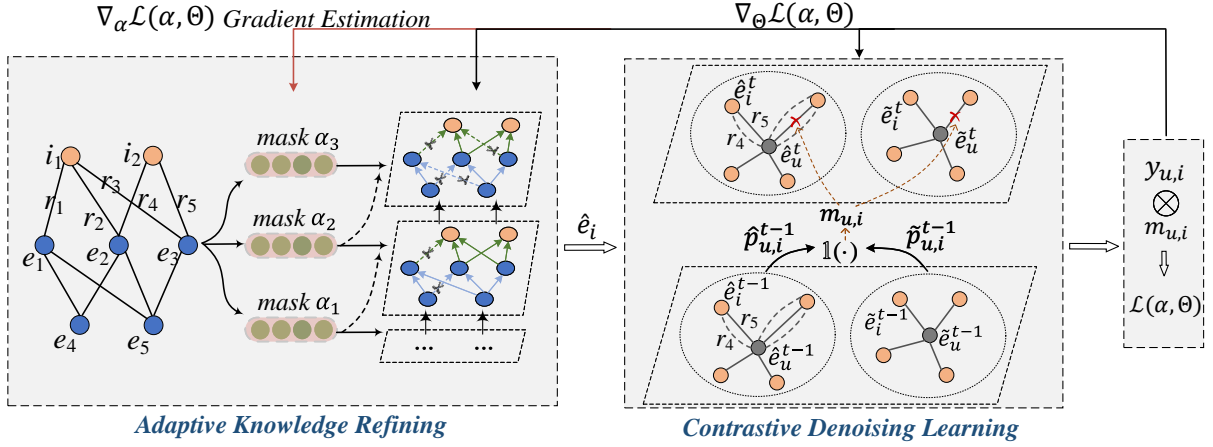 ∇_α ℒ(α, Θ) Gradient Estimation
∇_Θ ℒ(α, Θ)
i_1
i_2
r_1
r_2
r_3
r_4
r_5
e_1
e_2
e_3
e_4
e_5
mask α_3
mask α_2
mask α_1
... ...
ê_i
ê_i^t
r_5
r_4
ê_u^t
ẽ_i^t
ẽ_u^t
m_{u,i}
p̂_{u,i}^{t-1}
𝟙(·)
p̃_{u,i}^{t-1}
ê_i^{t-1}
r_5
r_4
ê_u^{t-1}
ẽ_i^{t-1}
ẽ_u^{t-1}
y_{u,i}
⊗
m_{u,i}
ℒ(α, Θ)
Adaptive Knowledge Refining
Contrastive Denoising Learning